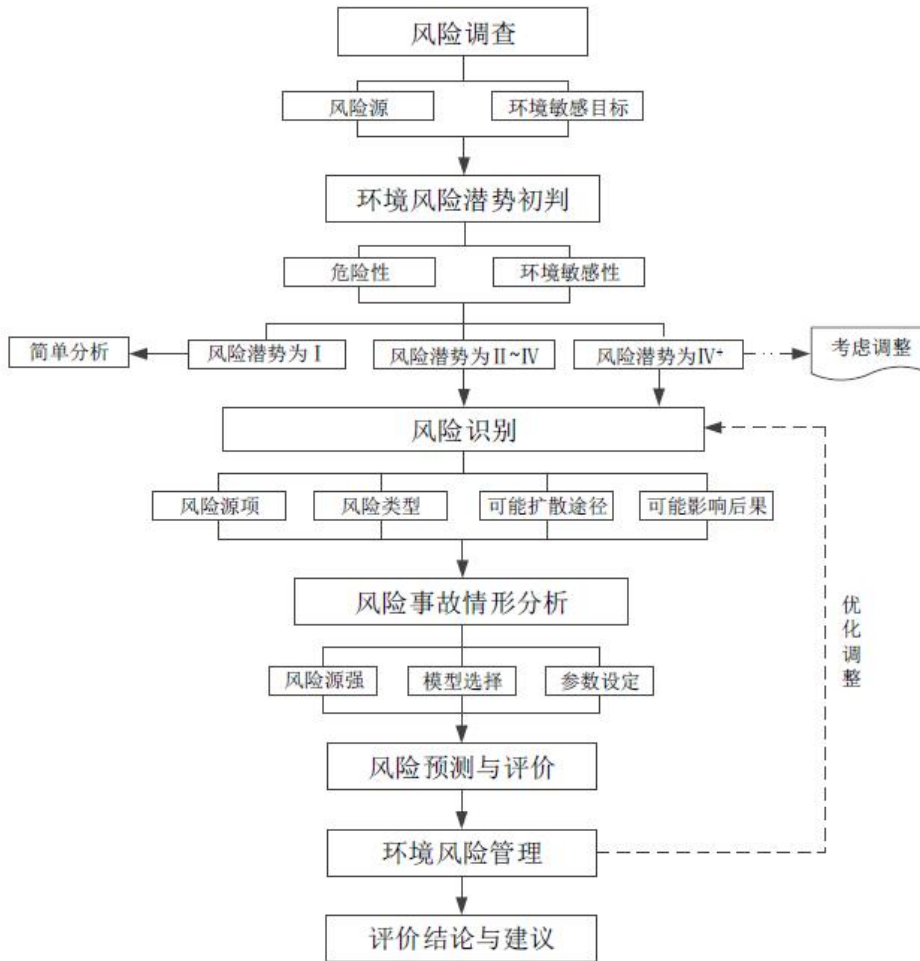 风险调查
风险源
环境敏感目标
环境风险潜势初判
危险性
环境敏感性
简单分析
风险潜势为Ⅰ
风险潜势为Ⅱ~Ⅳ
风险潜势为Ⅳ⁺
考虑调整
风险识别
风险源项
风险类型
可能扩散途径
可能影响后果
风险事故情形分析
优化调整
风险源强
模型选择
参数设定
风险预测与评价
环境风险管理
评价结论与建议